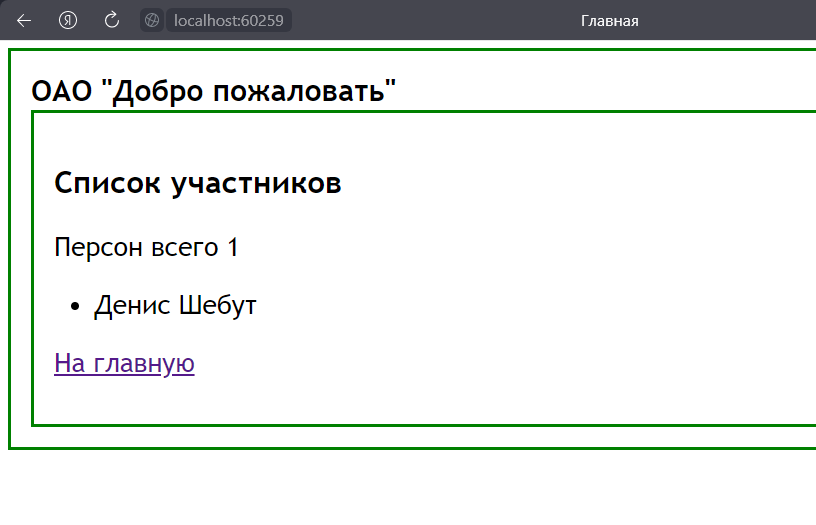 localhost:60259
Главная
ОАО "Добро пожаловать"
Список участников
Персон всего 1
Денис Шебут
На главную